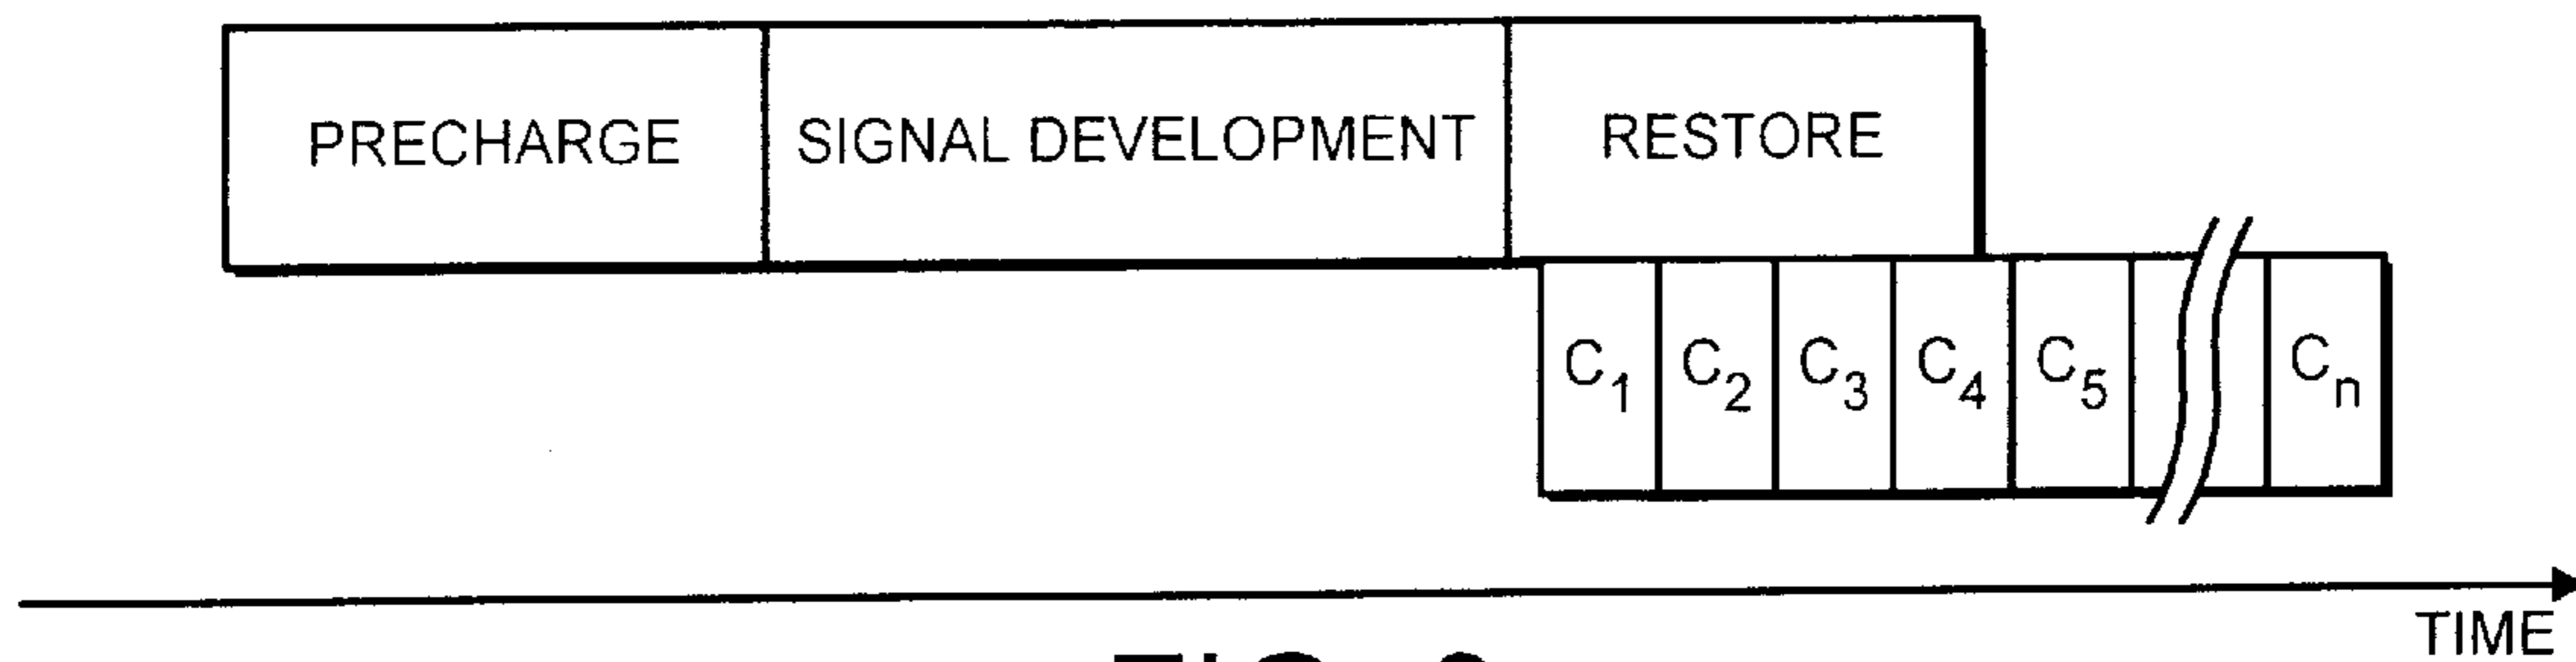 PRECHARGE SIGNAL DEVELOPMENT RESTORE
C1 C2 C3 C4 C5 Cn
TIME